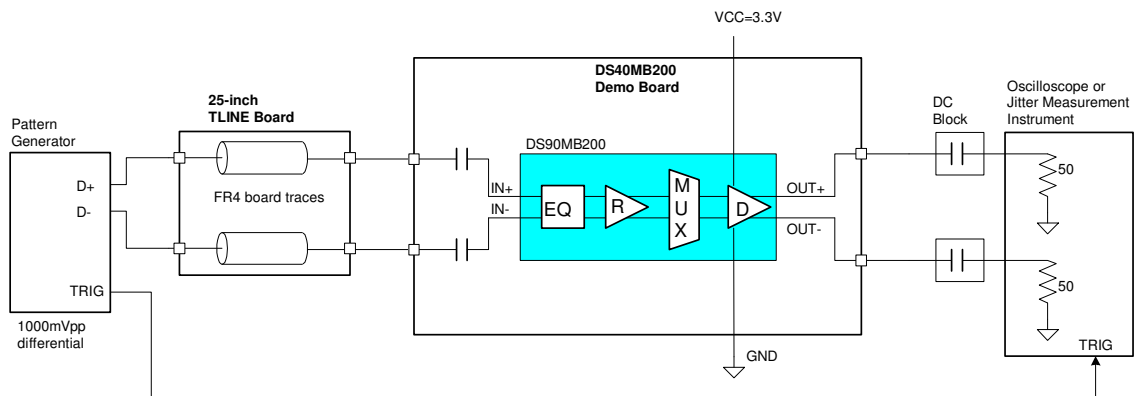 VCC=3.3V
DS40MB200
Demo Board
25-inch
TLINE Board
Oscilloscope or
Jitter Measurement
Instrument
DC
Block
Pattern
Generator
DS90MB200
D+
D-
FR4 board traces
IN+
IN-
EQ
R
M
U
X
D
OUT+
OUT-
50
50
TRIG
1000mVpp
differential
GND
TRIG